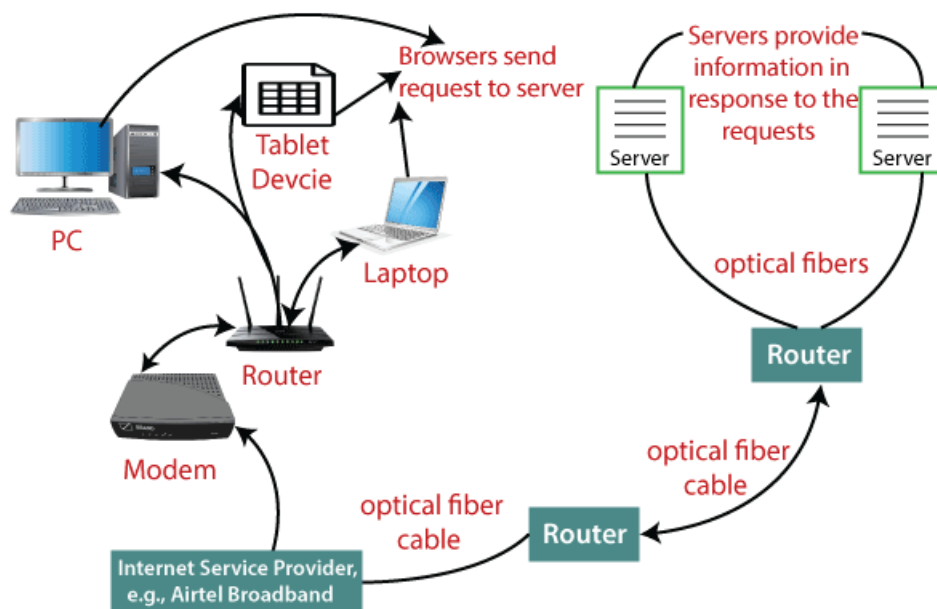 Browsers send
request to server
Servers provide
information in
response to the
requests
Server
Server
Tablet
Devcie
PC
Laptop
optical fibers
Router
Router
Modem
optical fiber
cable
optical fiber
cable
Router
Internet Service Provider,
e.g., Airtel Broadband